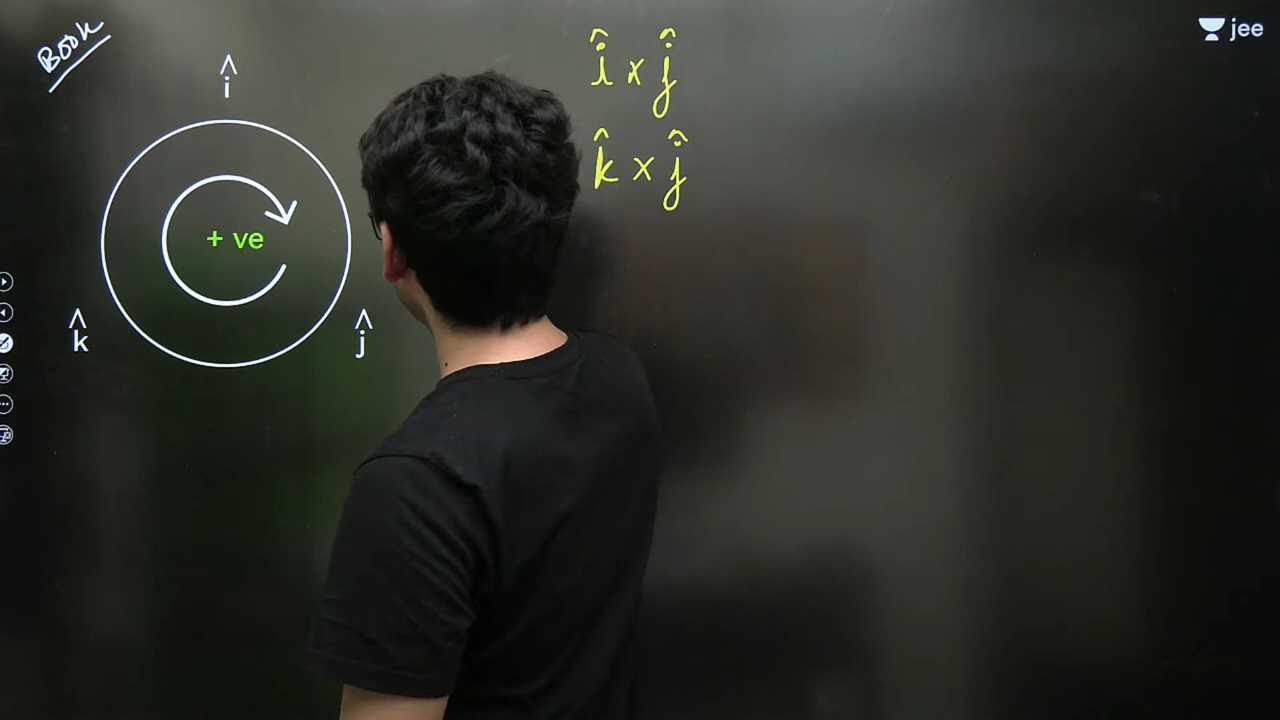 Book
î
+ ve
k̂
ĵ
î x ĵ
k̂ x ĵ
jee